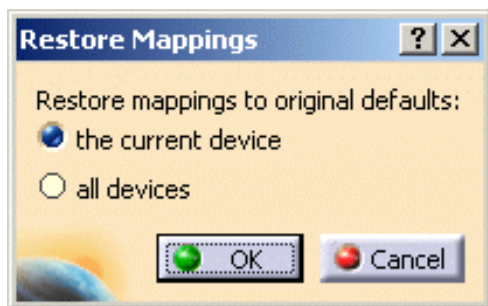 Restore Mappings
Restore mappings to original defaults:
the current device
all devices
OK Cancel